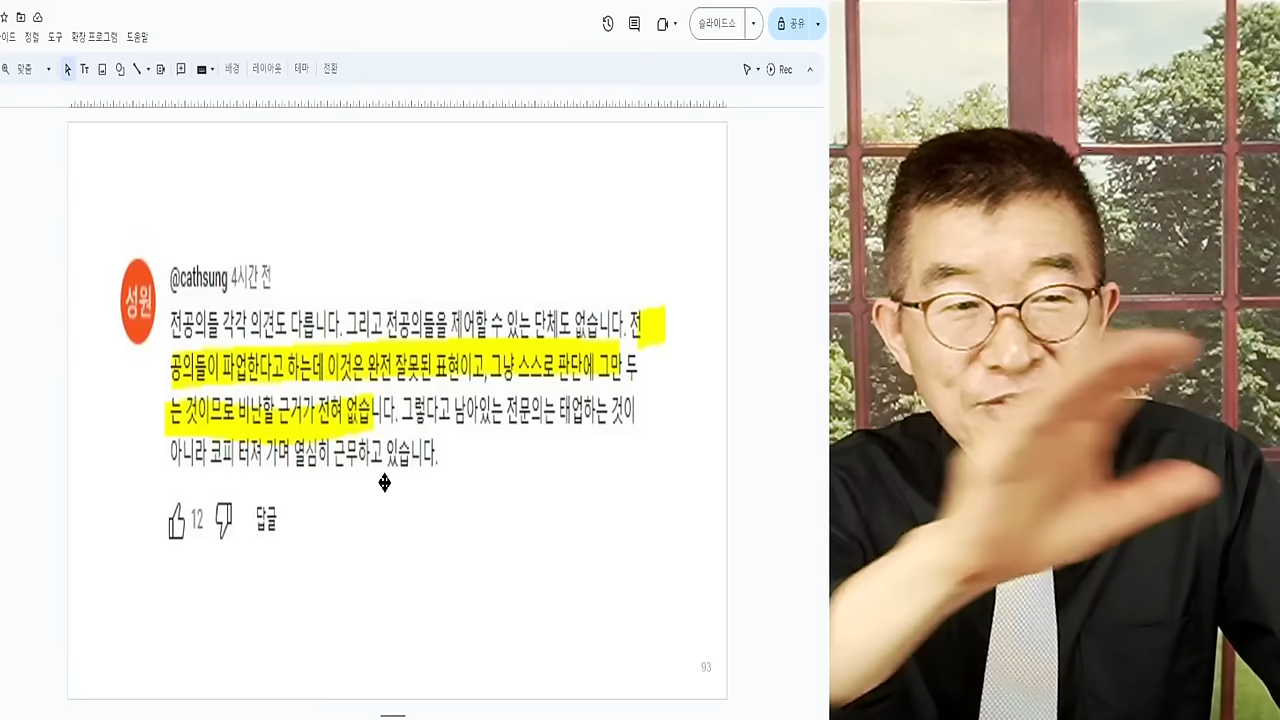 이드 정렬 도구 확장 프로그램 도움말
슬라이드쇼
공유
맞춤
Tт
배경 레이아웃 테마 전환
Rec
성원
@cathsung 4시간 전
전공의들 각각 의견도 다릅니다. 그리고 전공의들을 제어할 수 있는 단체도 없습니다. 전
공의들이 파업한다고 하는데 이것은 완전 잘못된 표현이고, 그냥 스스로 판단에 그만 두
는 것이므로 비난할 근거가 전혀 없습니다. 그렇다고 남아있는 전문의는 태업하는 것이
아니라 코피 터져 가며 열심히 근무하고 있습니다.
12 답글
93